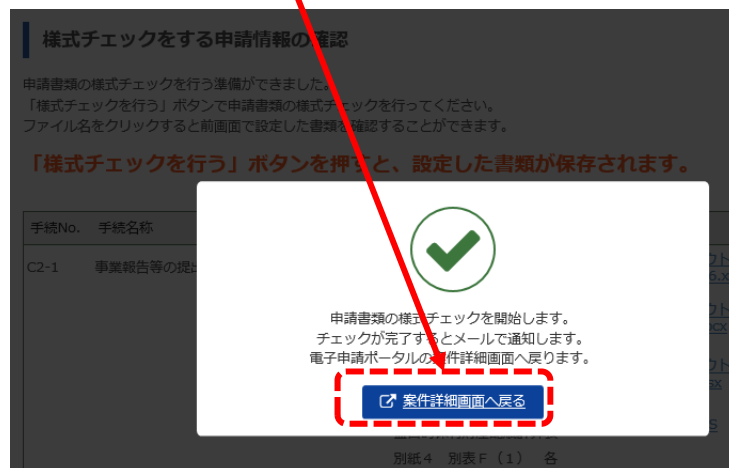 様式チェックをする申請情報の確認
申請書類の様式チェックを行う準備ができました。
「様式チェックを行う」ボタンで申請書類の様式チェックを行ってください。
ファイル名をクリックすると前画面で設定した書類を確認することができます。
「様式チェックを行う」ボタンを押すと、設定した書類が保存されます。
手続No. 手続名称
C2-1 事業報告等の提出
申請書類の様式チェックを開始します。
チェックが完了するとメールで通知します。
電子申請ポータルの案件詳細画面へ戻ります。
案件詳細画面へ戻る
別紙4 別表F(1) 各